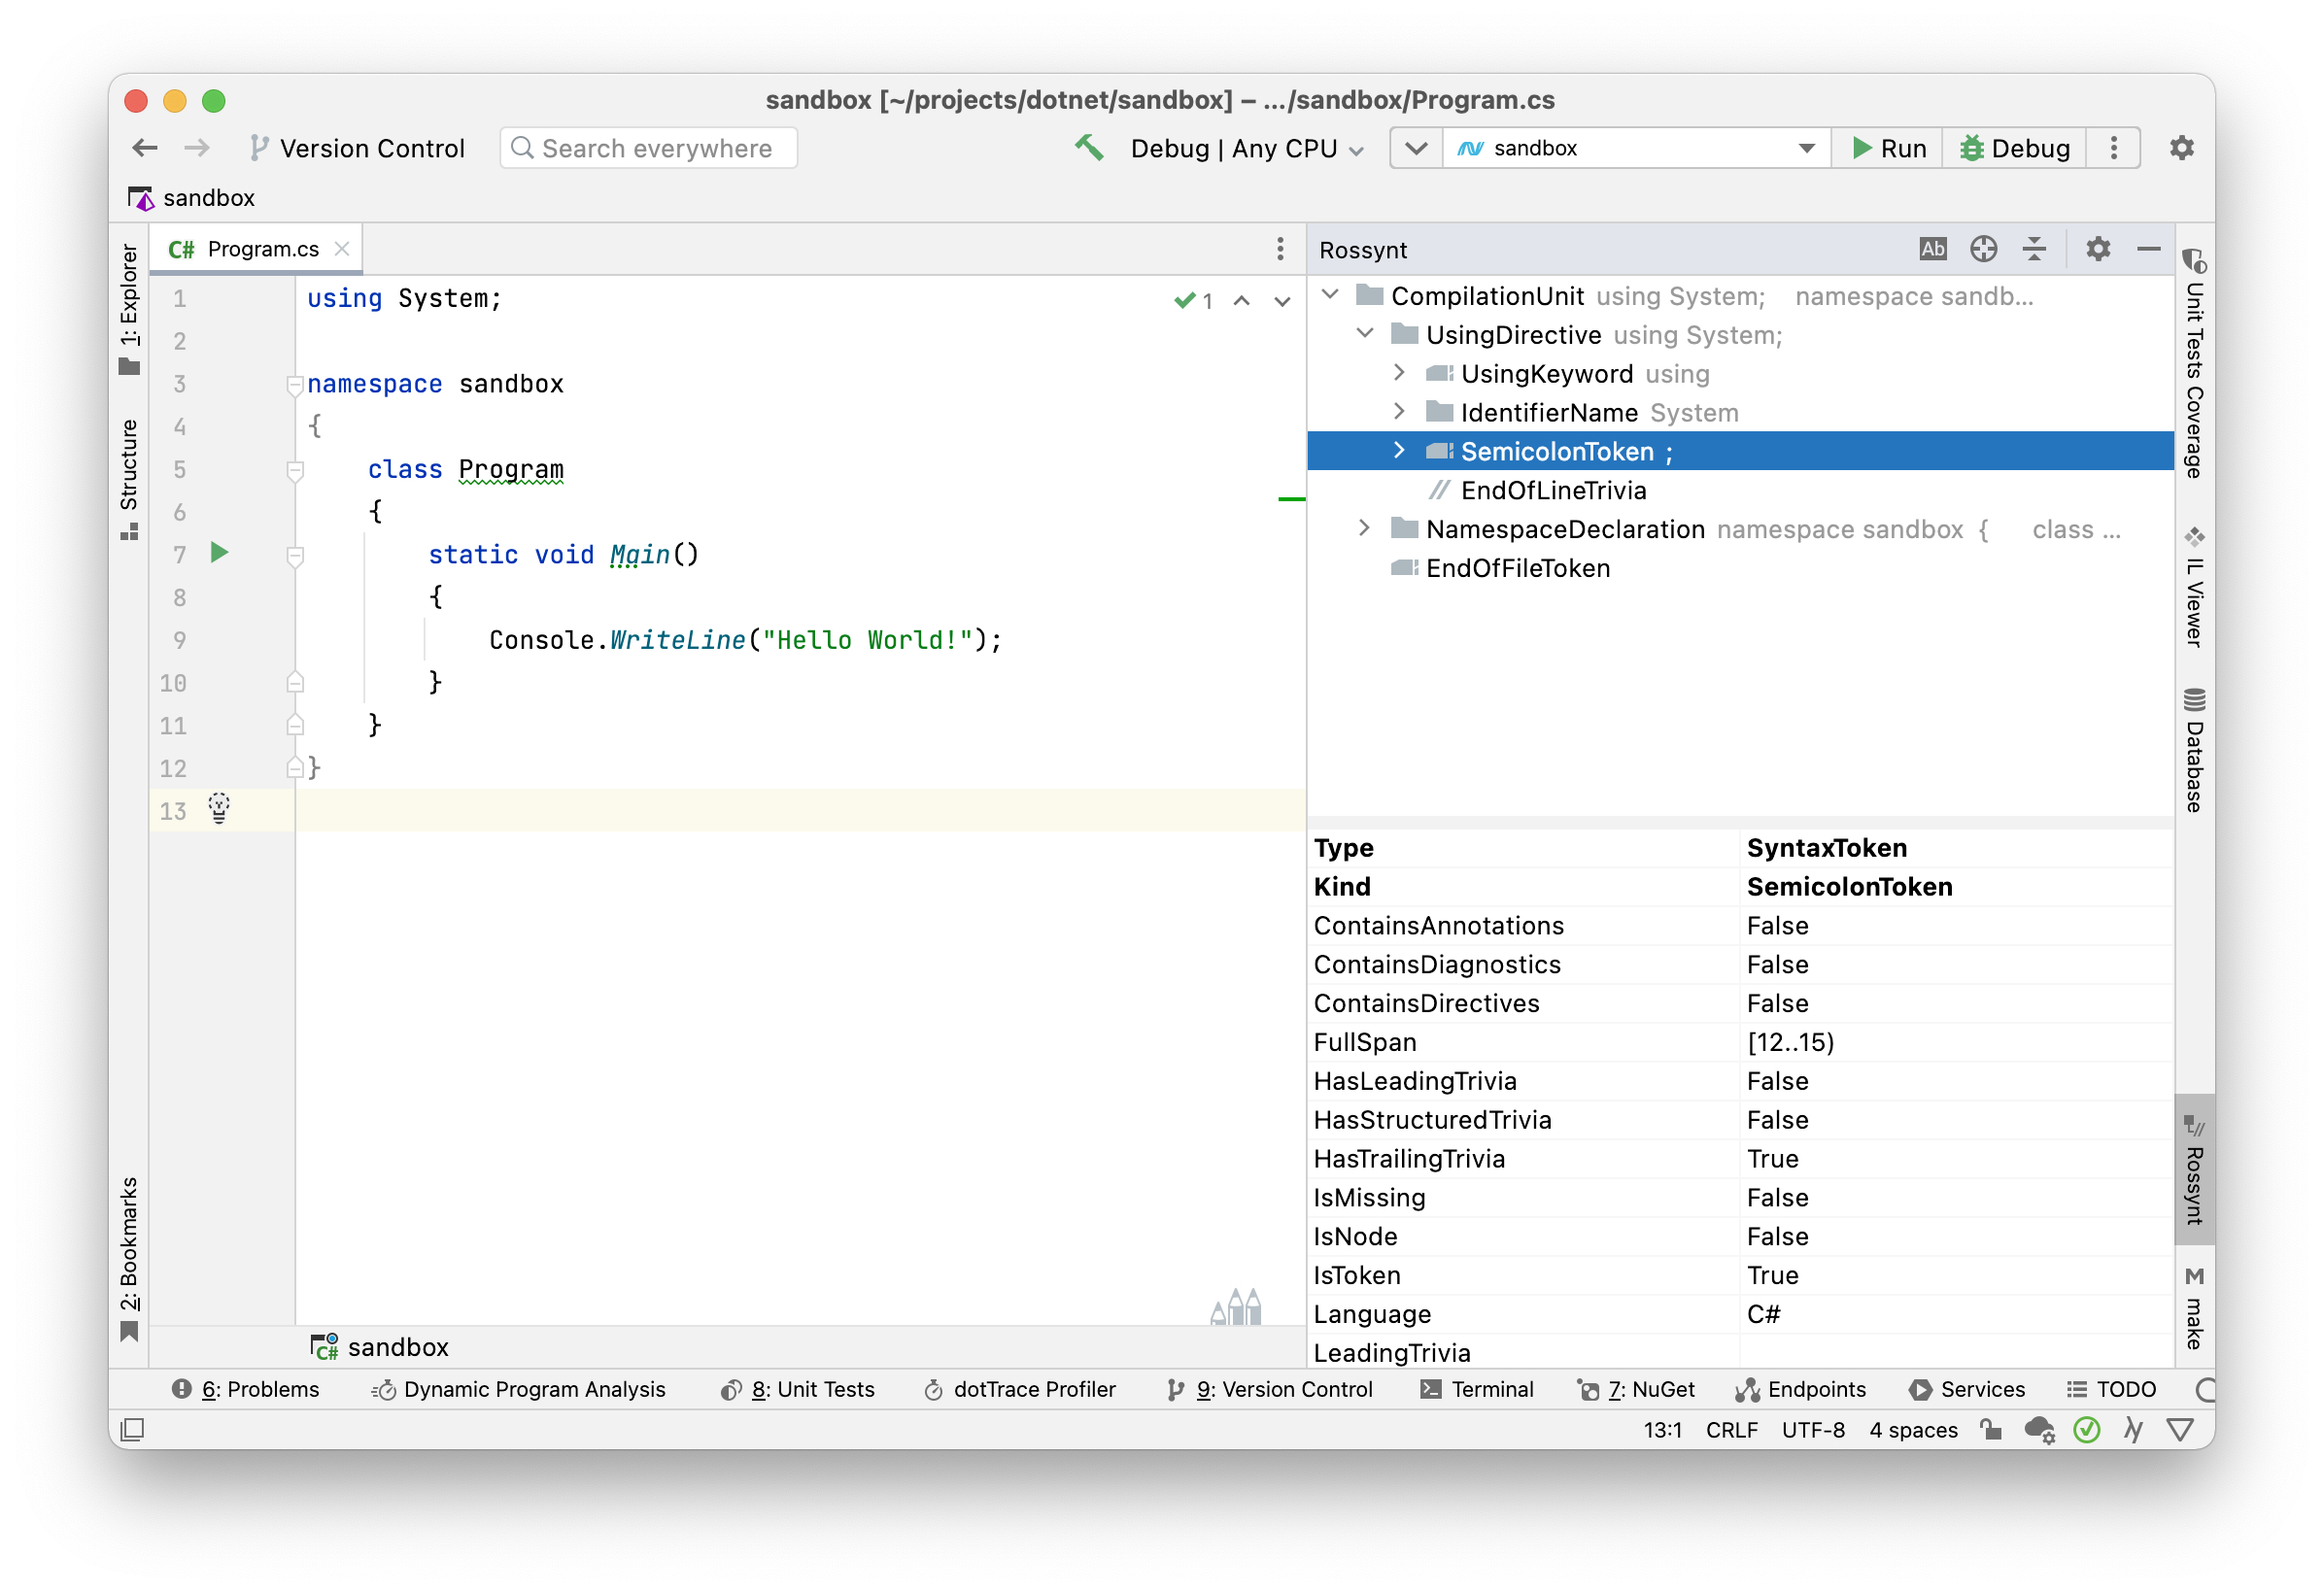 sandbox [~/projects/dotnet/sandbox] – .../sandbox/Program.cs
Version Control
Search everywhere
Debug | Any CPU
sandbox
Run
Debug
sandbox
1: Explorer
Structure
2: Bookmarks
C# Program.cs
1
1 using System;
2
3 namespace sandbox
4 {
5 class Program
6 {
7 static void Main()
8 {
9 Console.WriteLine("Hello World!");
10 }
11 }
12 }
13
C# sandbox
Rossynt
Ab
CompilationUnit using System; namespace sandb...
UsingDirective using System;
UsingKeyword using
IdentifierName System
SemicolonToken ;
// EndOfLineTrivia
NamespaceDeclaration namespace sandbox { class ...
EndOfFileToken
Type SyntaxToken
Kind SemicolonToken
ContainsAnnotations False
ContainsDiagnostics False
ContainsDirectives False
FullSpan [12..15)
HasLeadingTrivia False
HasStructuredTrivia False
HasTrailingTrivia True
IsMissing False
IsNode False
IsToken True
Language C#
LeadingTrivia
Unit Tests Coverage
IL Viewer
Database
Rossynt
M make
6: Problems
Dynamic Program Analysis
8: Unit Tests
dotTrace Profiler
9: Version Control
Terminal
7: NuGet
Endpoints
Services
TODO
13:1 CRLF UTF-8 4 spaces